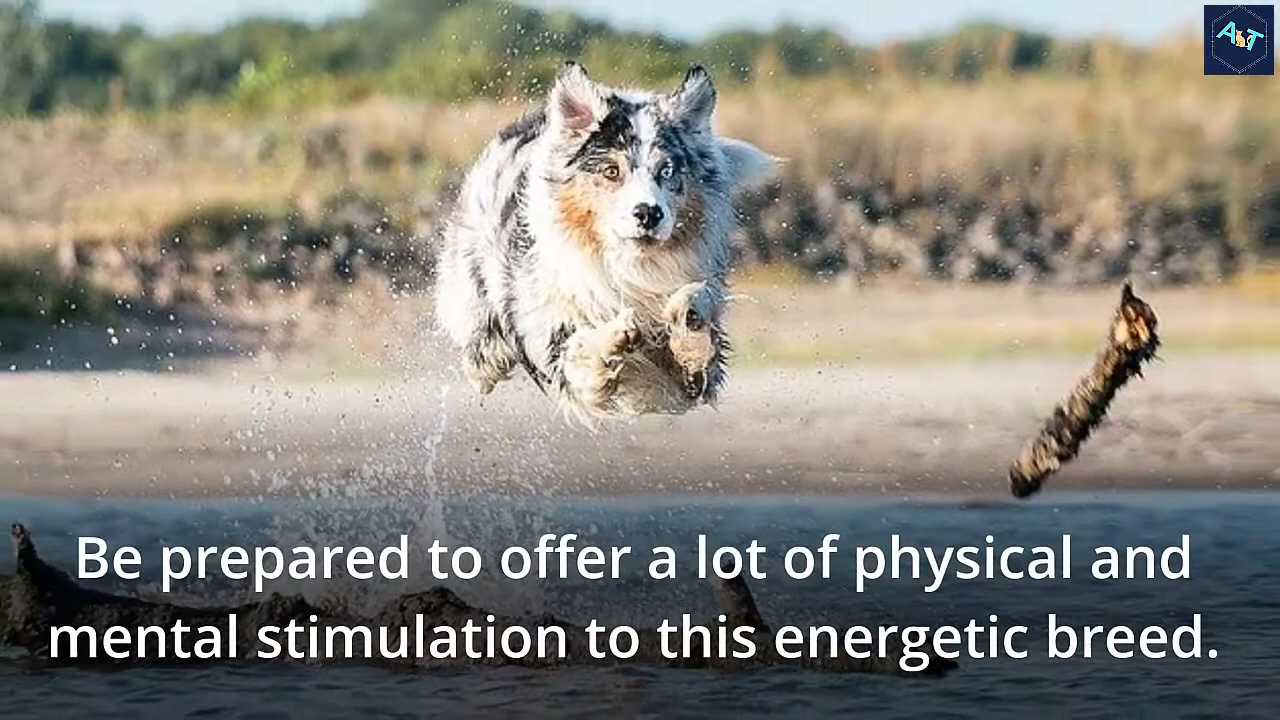 A&T
Be prepared to offer a lot of physical and
mental stimulation to this energetic breed.